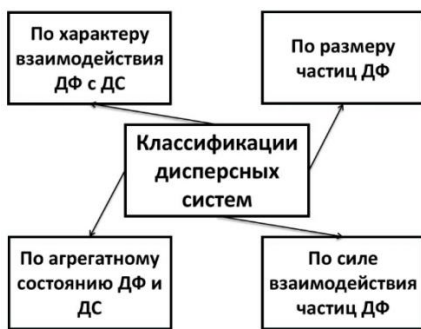 По характеру
взаимодействия
ДФ с ДС
По размеру
частиц ДФ
Классификации
дисперсных
систем
По агрегатному
состоянию ДФ и
ДС
По силе
взаимодействия
частиц ДФ